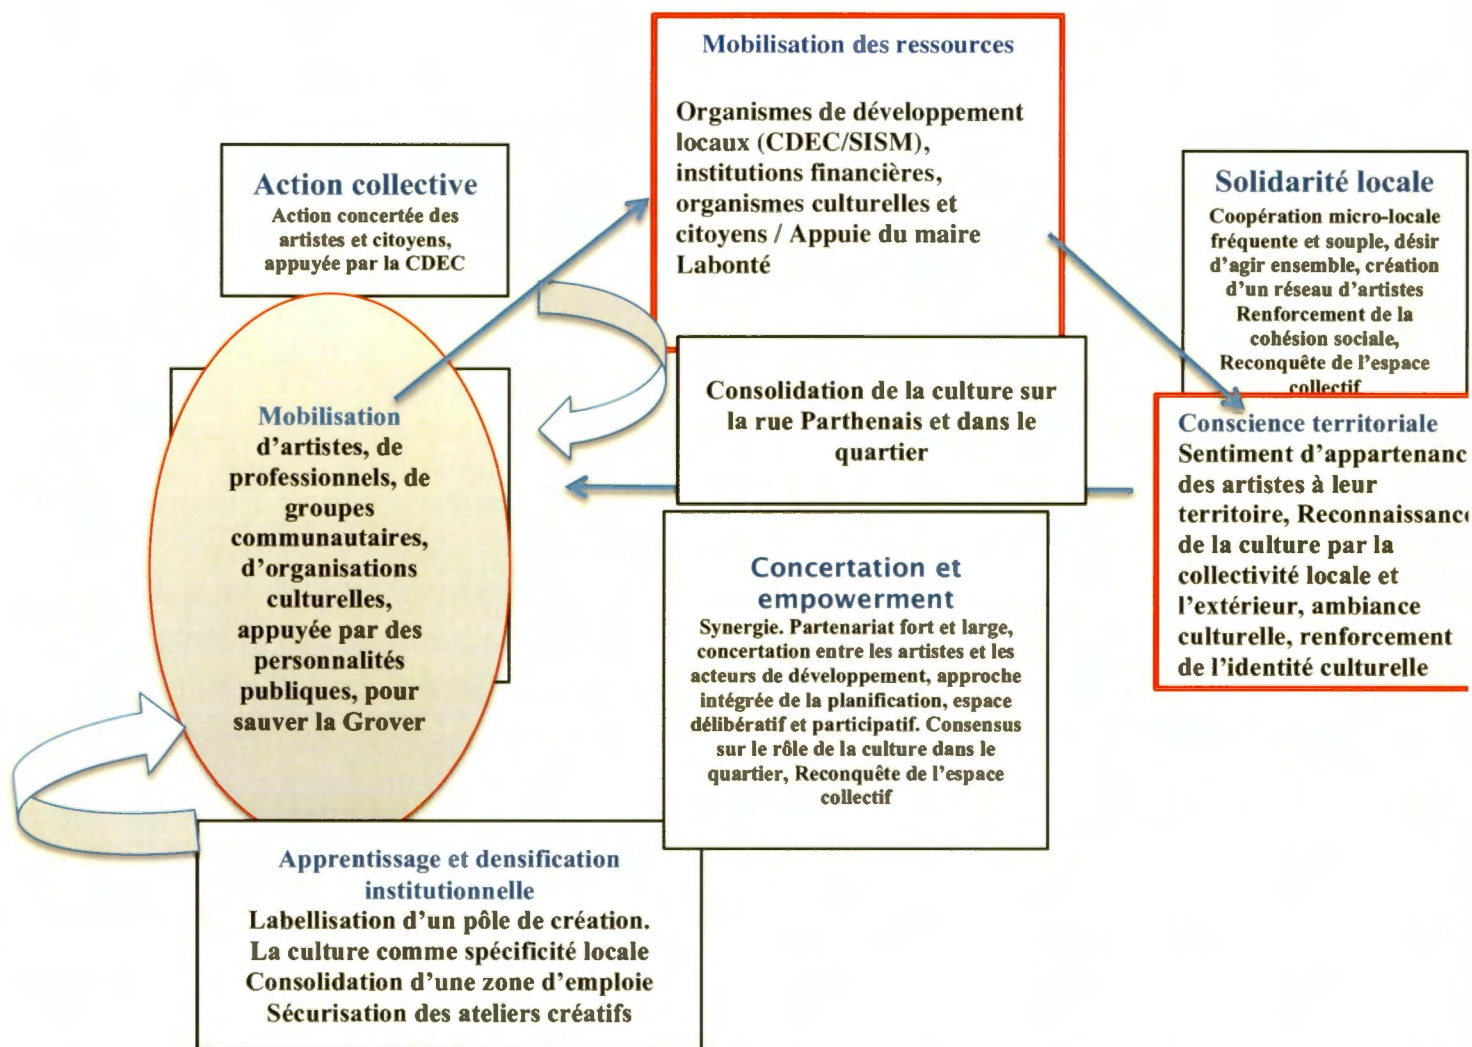 Mobilisation des ressources
Organismes de développement
locaux (CDEC/SISM),
institutions financières,
organismes culturelles et
citoyens / Appuie du maire
Labonté
Action collective
Action concertée des
artistes et citoyens,
appuyée par la CDEC
Solidarité locale
Coopération micro-locale
fréquente et souple, désir
d'agir ensemble, création
d'un réseau d'artistes
Renforcement de la
cohésion sociale,
Reconquête de l'espace
collectif
Mobilisation
d'artistes, de
professionnels, de
groupes
communautaires,
d'organisations
culturelles,
appuyée par des
personnalités
publiques, pour
sauver la Grover
Consolidation de la culture sur
la rue Parthenais et dans le
quartier
Conscience territoriale
Sentiment d'appartenanc
des artistes à leur
territoire, Reconnaissance
de la culture par la
collectivité locale et
l'extérieur, ambiance
culturelle, renforcement
de l'identité culturelle
Concertation et
empowerment
Synergie. Partenariat fort et large,
concertation entre les artistes et les
acteurs de développement, approche
intégrée de la planification, espace
délibératif et participatif. Consensus
sur le rôle de la culture dans le
quartier, Reconquête de l'espace
collectif
Apprentissage et densification
institutionnelle
Labellisation d'un pôle de création.
La culture comme spécificité locale
Consolidation d'une zone d'emploie
Sécurisation des ateliers créatifs